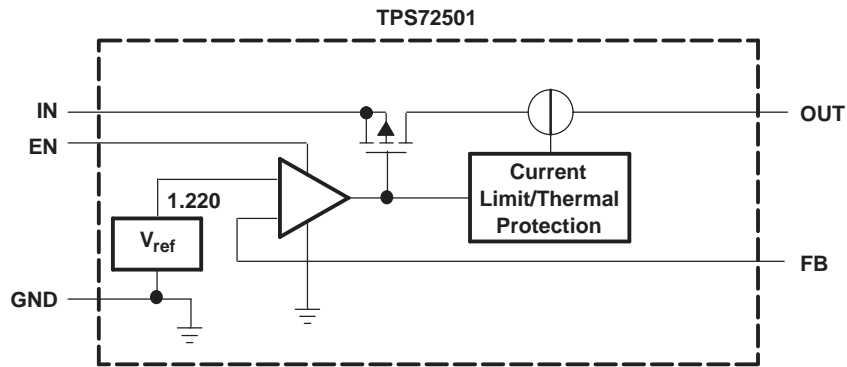 TPS72501
IN
OUT
EN
Current
Limit/Thermal
Protection
1.220
Vref
FB
GND